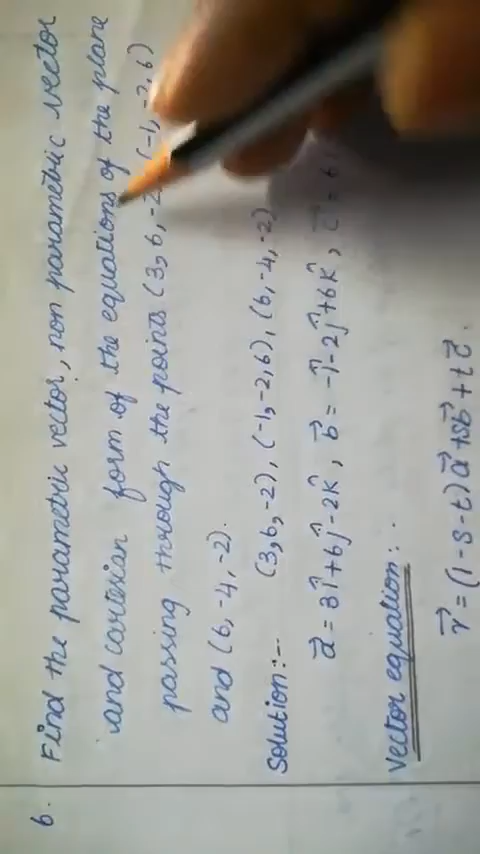 6. Find the parametric vector, non parametric vector
and cartesian form of the equations of the plane
passing through the points (3, 6, -2 (-1, -2, 6)
and (6, -4, -2).
Solution:- (3, 6, -2), (-1, -2, 6), (6, -4, -2)
a⃗ = 3î + 6ĵ - 2k̂, b⃗ = -î - 2ĵ + 6k̂, c⃗ = 6
Vector equation:-
r⃗ = (1 - s - t) a⃗ + s b⃗ + t c⃗.